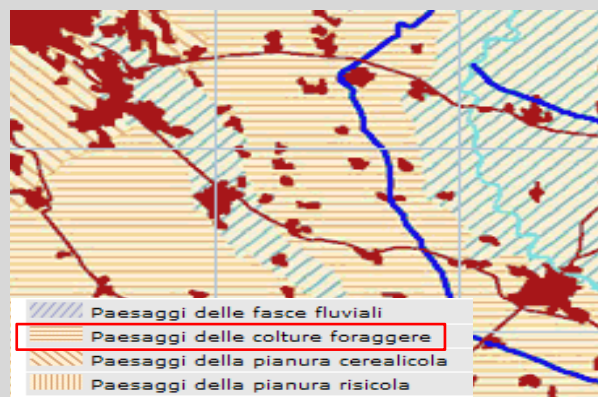 Paesaggi delle fasce fluviali
Paesaggi delle colture foraggere
Paesaggi della pianura cerealicola
Paesaggi della pianura risicola